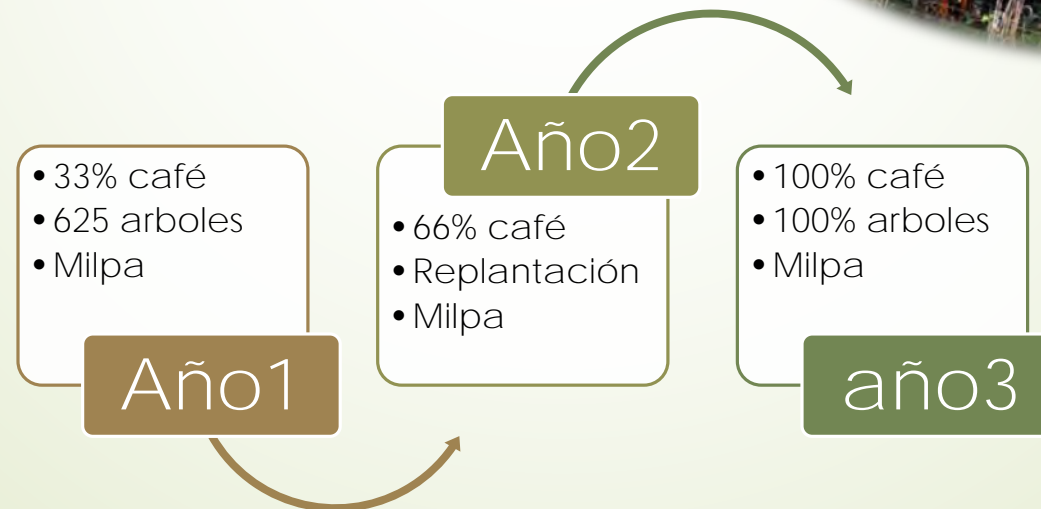 • 33% café
• 625 arboles
• Milpa
Año1
Año2
• 66% café
• Replantación
• Milpa
• 100% café
• 100% arboles
• Milpa
año3